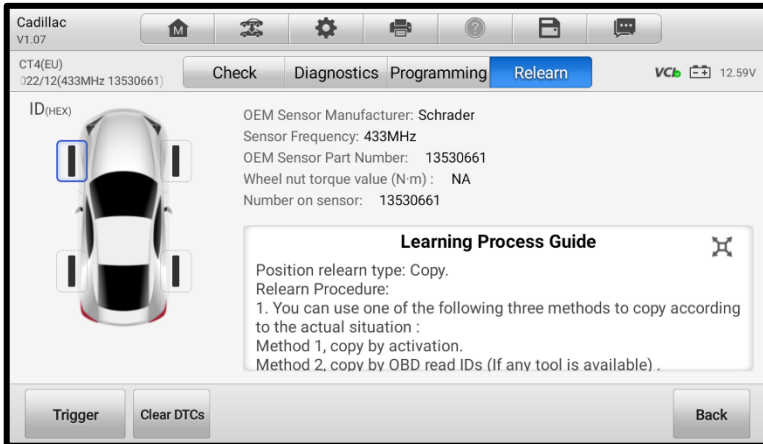 Cadillac
V1.07
M
CT4(EU)
022/12(433MHz 13530661)
Check
Diagnostics
Programming
Relearn
VCI
12.59V
ID(HEX)
OEM Sensor Manufacturer: Schrader
Sensor Frequency: 433MHz
OEM Sensor Part Number: 13530661
Wheel nut torque value (N·m) : NA
Number on sensor: 13530661
Learning Process Guide
Position relearn type: Copy.
Relearn Procedure:
1. You can use one of the following three methods to copy according
to the actual situation :
Method 1, copy by activation.
Method 2, copy by OBD read IDs (If any tool is available) .
Trigger
Clear DTCs
Back